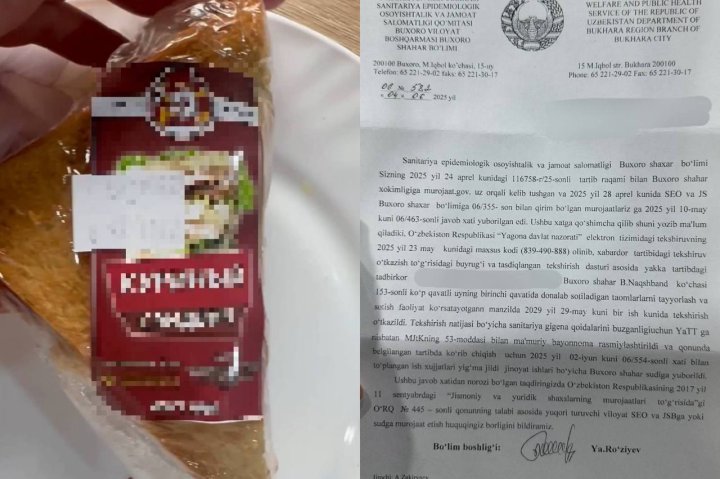 КУРИНЫЙ
SANITARIYA EPIDEMIOLOGIK
OSOYISHTALIK VA JAMOAT
SALOMATLIGI QO‘MITASI
BUXORO VILOYAT
BOSHQARMASI BUXORO
SHAHAR BO‘LIMI
200100 Buxoro, M.Iqbol ko‘chasi, 15-uy
Telefon: 65 221-29-02 faks: 65 221-30-17
2025 yil
WELFARE AND PUBLIC HEALTH
SERVICE OF THE REPUBLIC OF
UZBEKISTAN DEPARTMENT OF
BUKHARA REGION BRANCH OF
BUKHARA CITY
15 M.Iqbol str. Bukhara 200100
Phone: 65 221-29-02 Fax: 65 221-30-17
Sanitariya epidemiologik osoyishtalik va jamoat salomatligi Buxoro shaxar bo‘limi
Sizning 2025 yil 24 aprel kunidagi 116758-r/25-sonli tartib raqami bilan Buxoro shahar
xokimligiga murojaat.gov. uz orqali kelib tushgan va 2025 yil 28 aprel kunida SEO va JS
Buxoro shaxar bo‘limiga 06/355- son bilan qirim bo‘lgan murojaatlariz ga 2025 yil 10-may
kuni 06/463-sonli javob xati yuborilgan edi. Ushbu xatga qo‘shimcha qilib shuni yozib ma'lum
qiladiki, O‘zbekiston Respublikasi “Yagona davlat nazorati” elektron tizimidagi tekshiruvning
2025 yil 23 may kunidagi maxsus kodi (839-490-888) olinib, xabardor tartibidagi tekshiruv
o‘tkazish to‘g‘risidagi buyrug‘i va tasdiqlangan tekshirish dasturi asosida yakka tartibdagi
tadbirkor Buxoro shahar B.Naqshband ko‘chasi
153-sonli ko‘p qavatli uyning birinchi qavatida donalab sotiladigan taomlarlarni tayyorlash va
sotish faoliyat ko‘rsatayotgann manzilda 2029 yil 29-may kuni bir ish kunida tekshirish
o‘tkazildi. Tekshirish natijasi bo‘yicha sanitariya gigena qoidalarini buzganligiuchun YaTT ga
nisbatan MJtKning 53-moddasi bilan ma'muriy bayonnoma rasmiylashtirildi va qonunda
belgilangan tartibda ko‘rib chiqish uchun 2025 yil 02-iyun kuni 06/554-sonli xati bilan
to‘plangan ish xujjatlari yig‘ma jildi jinoyat ishlari bo‘yicha Buxoro shahar sudiga yuborildi.
Ushbu javob xatidan norozi bo‘lgan taqdiringizda O‘zbekiston Respublikasining 2017 yil
11 sentyabrdagi “Jismoniy va yuridik shaxslarning murojaatlari to‘g‘risida”gi
O‘RQ № 445 – sonli qonunning talabi asosida yuqori turuvchi viloyat SEO va JSBga yoki
sudga murojaat etish huquqingiz borligini bildiramiz.
Bo‘lim boshlig‘i: Ya.Ro‘ziyev